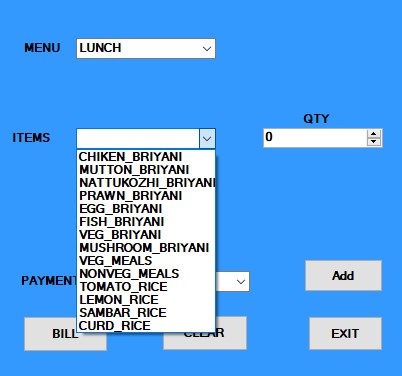 MENU LUNCH
QTY
ITEMS 0
CHIKEN_BRIYANI
MUTTON_BRIYANI
NATTUKOZHI_BRIYANI
PRAWN_BRIYANI
EGG_BRIYANI
FISH_BRIYANI
VEG_BRIYANI
MUSHROOM_BRIYANI
VEG_MEALS
NONVEG_MEALS
TOMATO_RICE
LEMON_RICE
SAMBAR_RICE
CURD_RICE
PAYMENT Add
BILL CLEAR EXIT